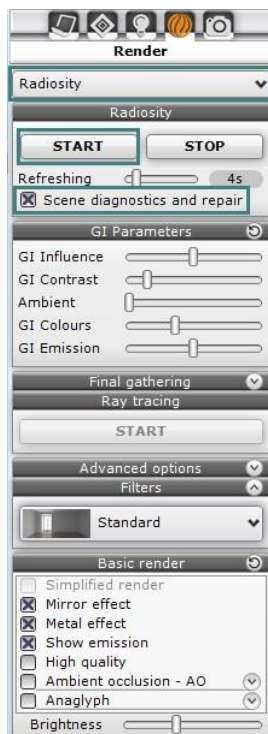 Render
Radiosity
Radiosity
START STOP
Refreshing 4s
Scene diagnostics and repair
GI Parameters
GI Influence
GI Contrast
Ambient
GI Colours
GI Emission
Final gathering
Ray tracing
START
Advanced options
Filters
Standard
Basic render
Simplified render
Mirror effect
Metal effect
Show emission
High quality
Ambient occlusion - AO
Anaglyph
Brightness